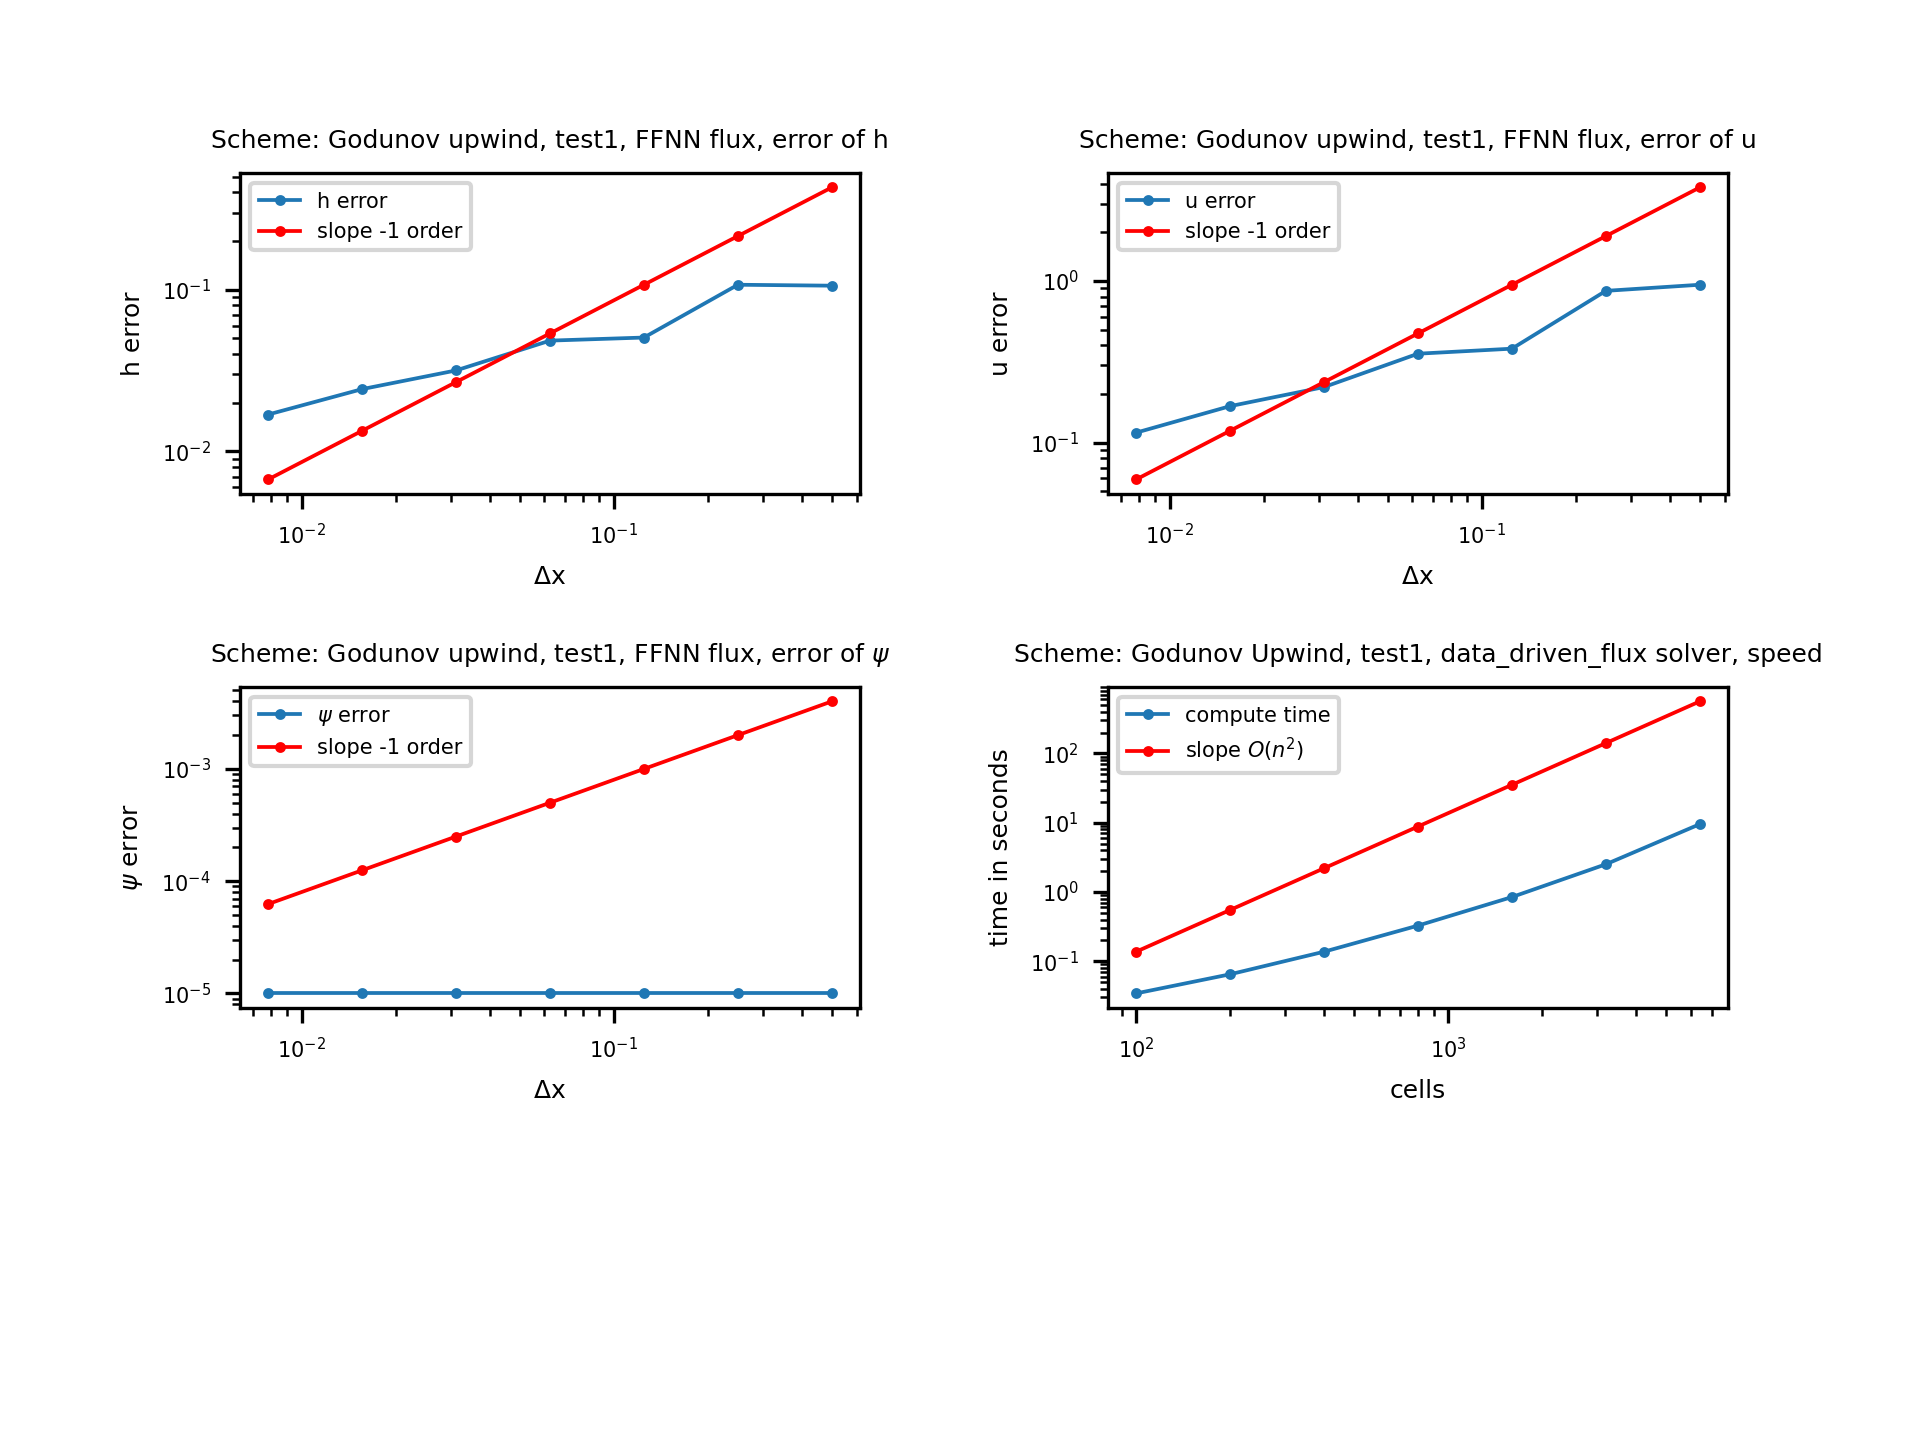 Scheme: Godunov upwind, test1, FFNN flux, error of h
h error
slope -1 order
h error
10⁻¹
10⁻²
10⁻²
10⁻¹
Δx
Scheme: Godunov upwind, test1, FFNN flux, error of u
u error
slope -1 order
u error
10⁰
10⁻¹
10⁻²
10⁻¹
Δx
Scheme: Godunov upwind, test1, FFNN flux, error of ψ
ψ error
slope -1 order
ψ error
10⁻³
10⁻⁴
10⁻⁵
10⁻²
10⁻¹
Δx
Scheme: Godunov Upwind, test1, data_driven_flux solver, speed
compute time
slope O(n²)
time in seconds
10²
10¹
10⁰
10⁻¹
10²
10³
cells